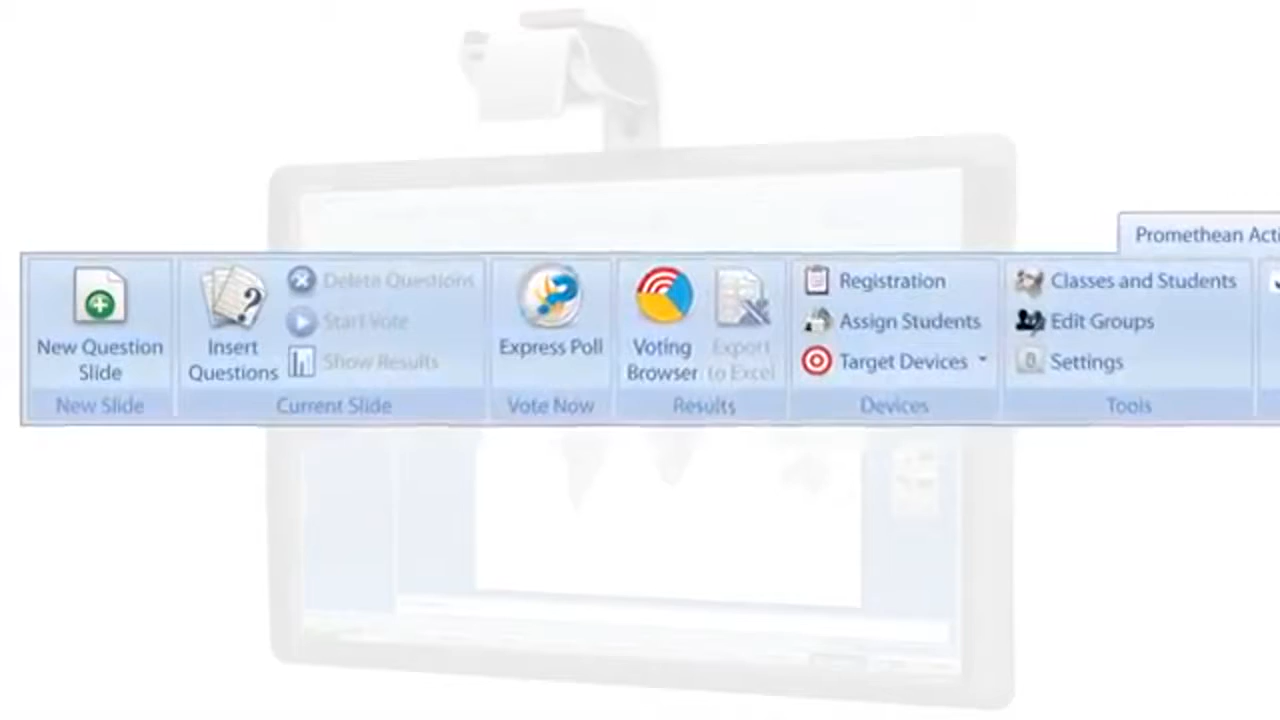 Promethean Acti
New Question
Slide
New Slide
Insert
Questions
Delete Questions
Start Vote
Show Results
Current Slide
Express Poll
Vote Now
Voting
Browser
Export
to Excel
Results
Registration
Assign Students
Target Devices
Devices
Classes and Students
Edit Groups
Settings
Tools